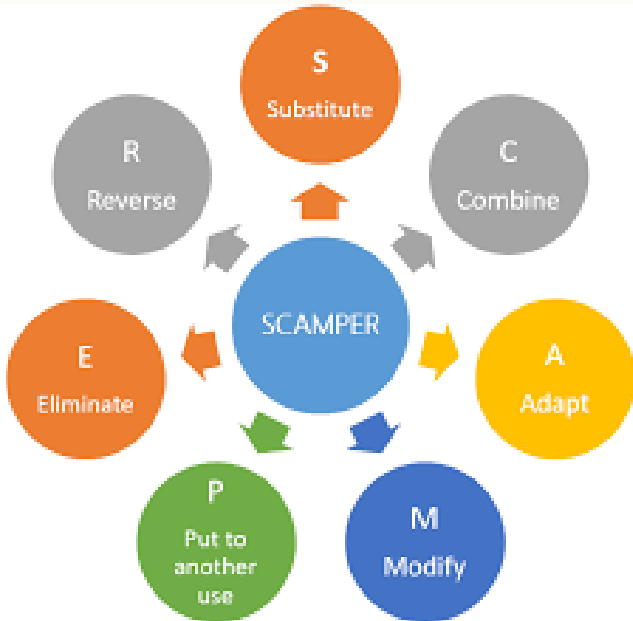 S
Substitute
C
Combine
A
Adapt
M
Modify
P
Put to
another
use
E
Eliminate
R
Reverse
SCAMPER